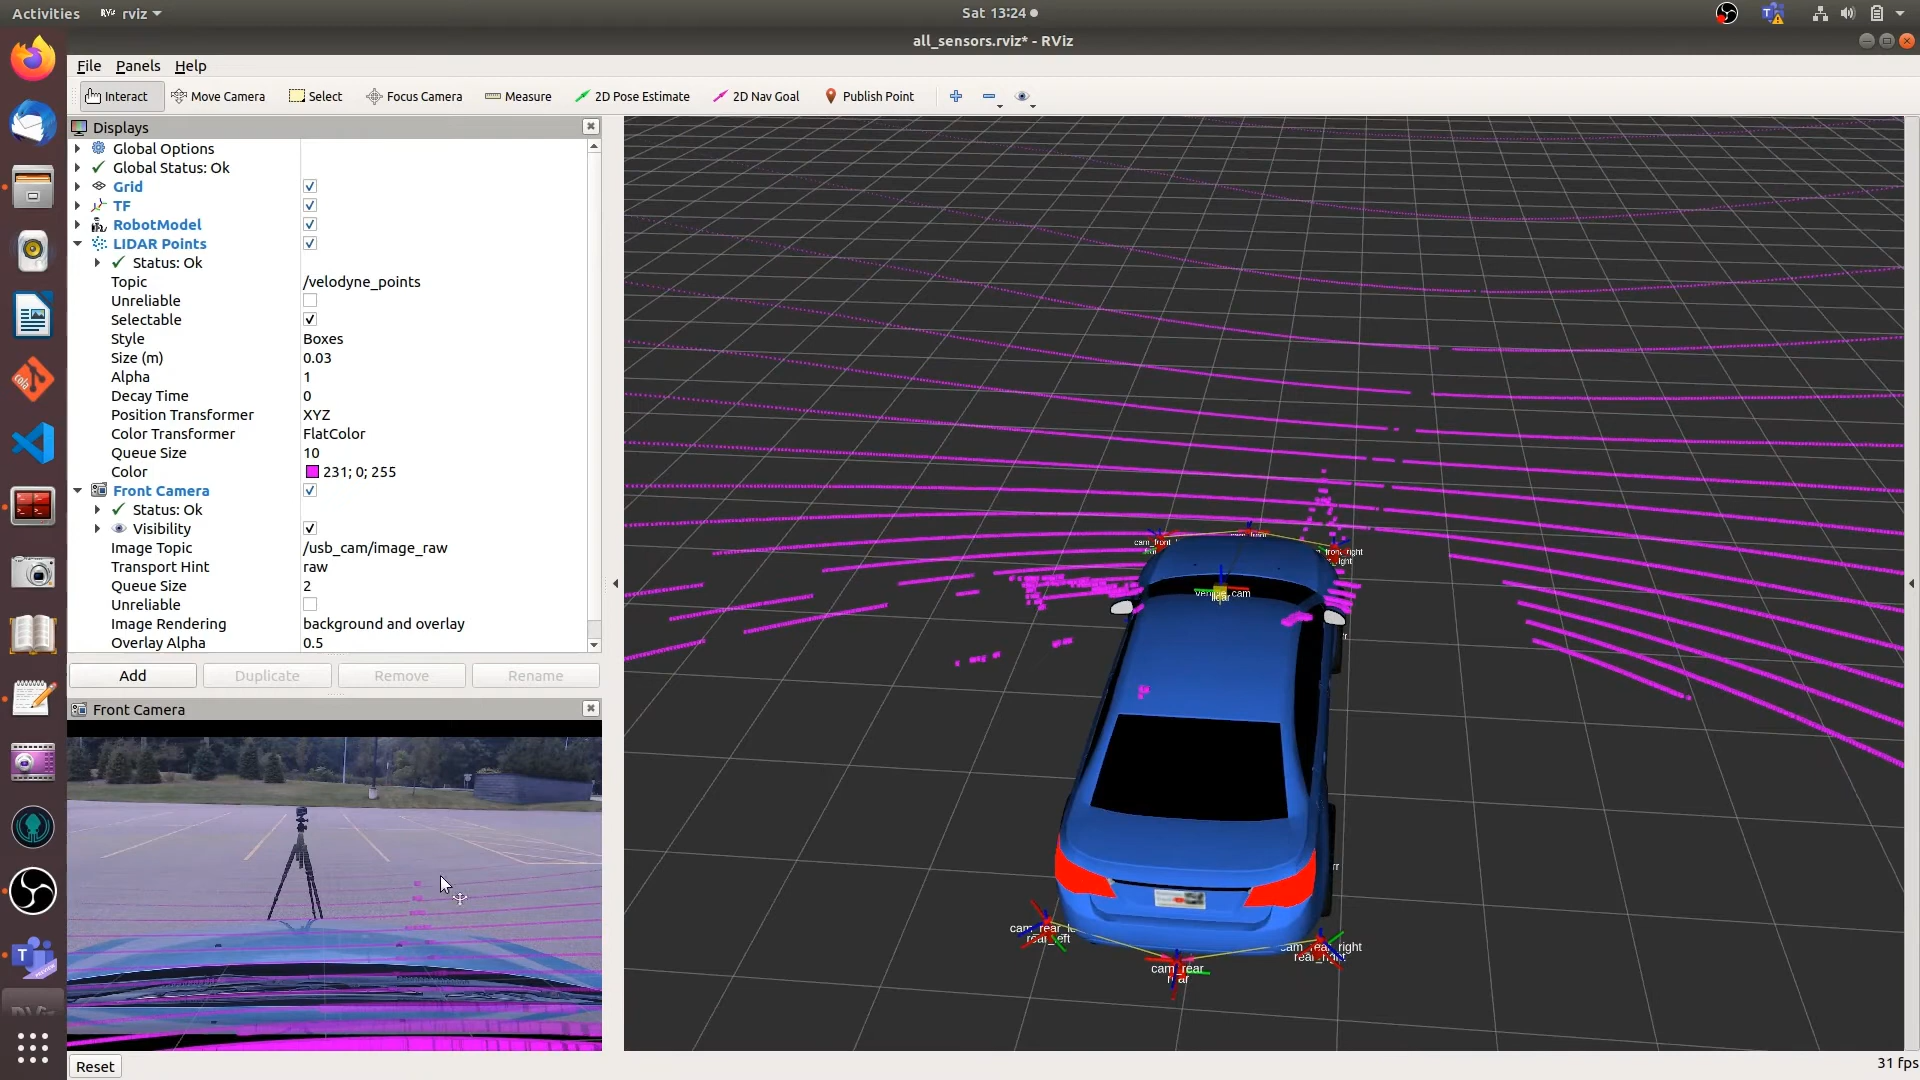 Activities
rviz
Sat 13:24
all_sensors.rviz* - RViz
File Panels Help
Interact Move Camera Select Focus Camera Measure 2D Pose Estimate 2D Nav Goal Publish Point
Displays
Global Options
Global Status: Ok
Grid
TF
RobotModel
LIDAR Points
Status: Ok
Topic /velodyne_points
Unreliable
Selectable
Style Boxes
Size (m) 0.03
Alpha 1
Decay Time 0
Position Transformer XYZ
Color Transformer FlatColor
Queue Size 10
Color 231; 0; 255
Front Camera
Status: Ok
Visibility
Image Topic /usb_cam/image_raw
Transport Hint raw
Queue Size 2
Unreliable
Image Rendering background and overlay
Overlay Alpha 0.5
Add Duplicate Remove Rename
Front Camera
cam_rear
rear_left
cam_rear_right
rear_right
Reset
31 fps